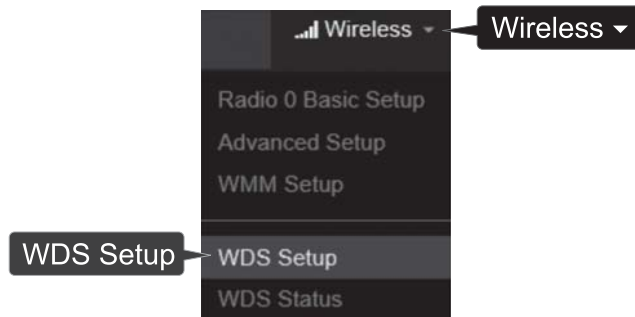 Wireless
Wireless
Radio 0 Basic Setup
Advanced Setup
WMM Setup
WDS Setup
WDS Setup
WDS Status